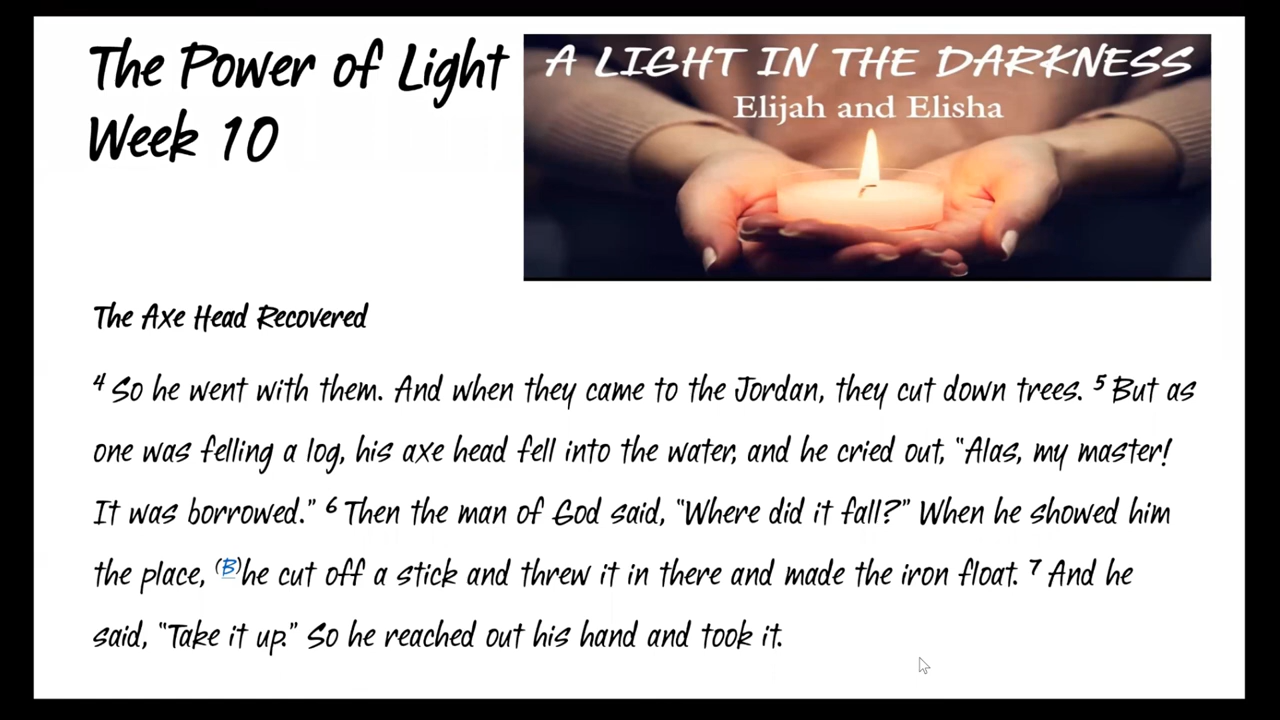 The Power of Light
Week 10
A LIGHT IN THE DARKNESS
Elijah and Elisha
The Axe Head Recovered
4 So he went with them. And when they came to the Jordan, they cut down trees. 5 But as
one was felling a log, his axe head fell into the water, and he cried out, “Alas, my master!
It was borrowed.” 6 Then the man of God said, “Where did it fall?” When he showed him
the place, (B)he cut off a stick and threw it in there and made the iron float. 7 And he
said, “Take it up.” So he reached out his hand and took it.